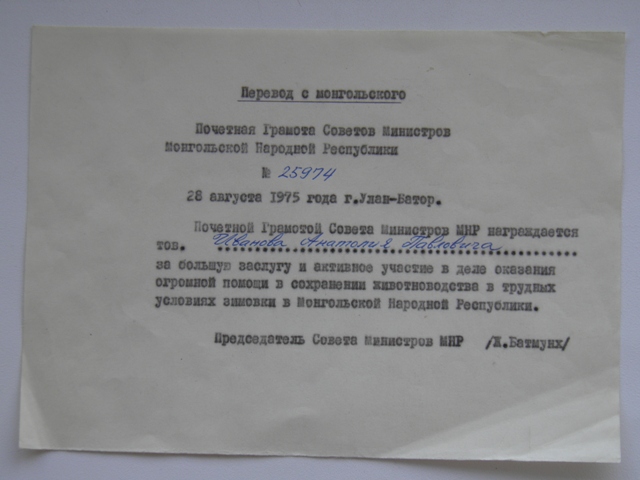 Перевод с монгольского
Почетная Грамота Советов Министров
Монгольской Народной Республики
№ 25974
28 августа 1975 года г.Улан-Батор.
Почетной Грамотой Совета Министров МНР награждается
тов. Иванова Анатолия Павловича
за большую заслугу и активное участие в деле оказания
огромной помощи в сохранении животноводства в трудных
условиях зимовки в Монгольской Народной Республики.
Председатель Совета Министров МНР /Ж.Батмунх/